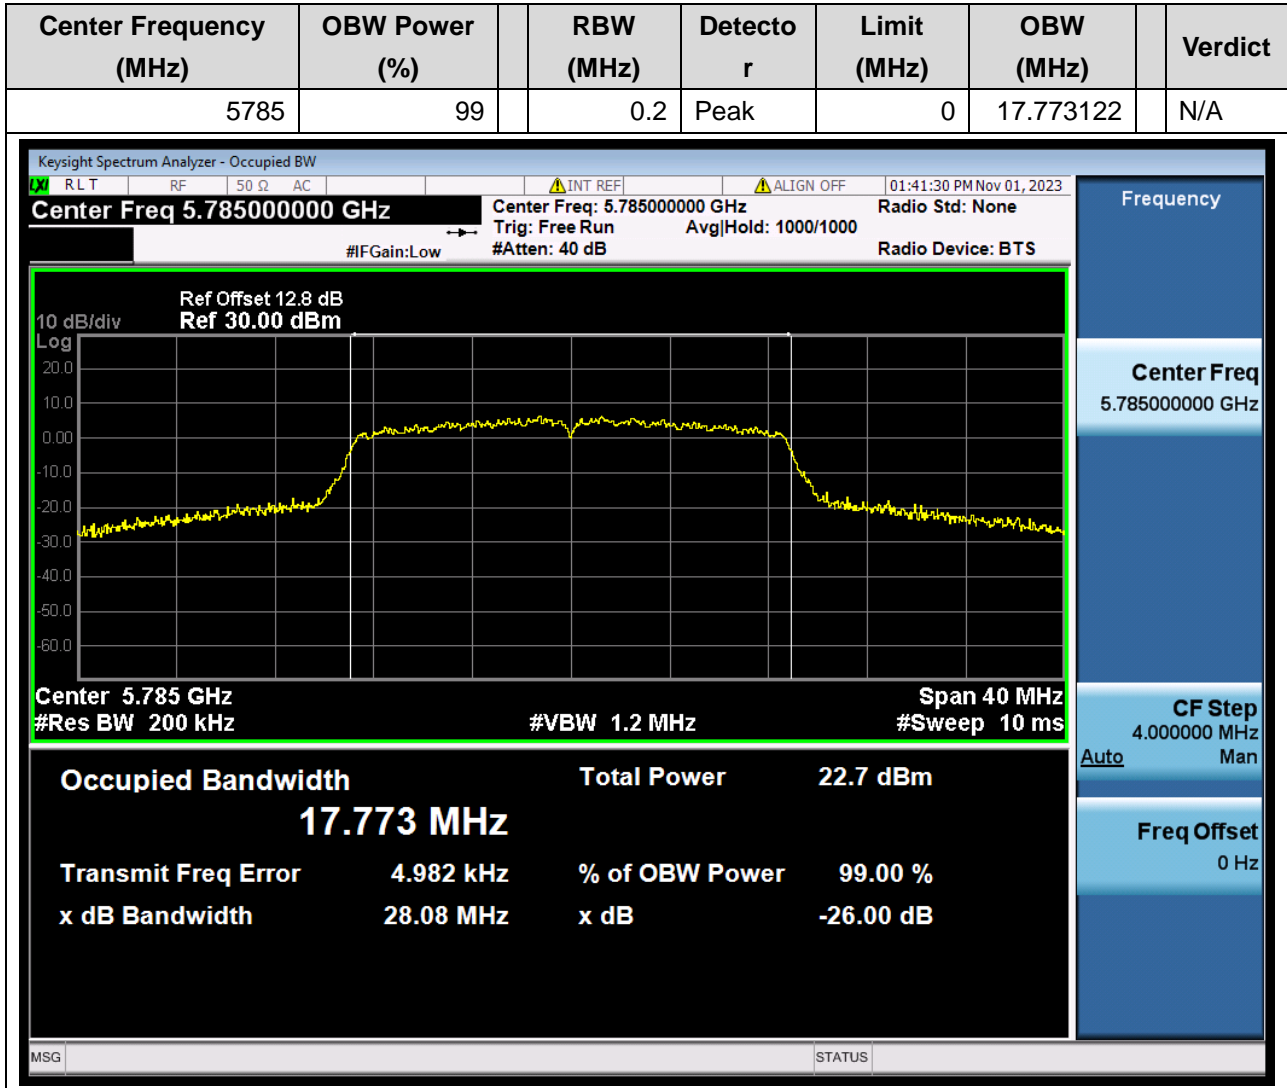 Center Frequency (MHz) OBW Power (%) RBW (MHz) Detecto r Limit (MHz) OBW (MHz) Verdict
5785 99 0.2 Peak 0 17.773122 N/A
Keysight Spectrum Analyzer - Occupied BW
LXI R L T RF 50 Ω AC INT REF ALIGN OFF 01:41:30 PM Nov 01, 2023
Center Freq 5.785000000 GHz Center Freq: 5.785000000 GHz Radio Std: None
Trig: Free Run Avg|Hold: 1000/1000
#IFGain:Low #Atten: 40 dB Radio Device: BTS
Ref Offset 12.8 dB
10 dB/div Ref 30.00 dBm
Log
20.0
10.0
0.00
-10.0
-20.0
-30.0
-40.0
-50.0
-60.0
Center 5.785 GHz Span 40 MHz
#Res BW 200 kHz #VBW 1.2 MHz #Sweep 10 ms
Occupied Bandwidth Total Power 22.7 dBm
17.773 MHz
Transmit Freq Error 4.982 kHz % of OBW Power 99.00 %
x dB Bandwidth 28.08 MHz x dB -26.00 dB
MSG STATUS
Frequency
Center Freq
5.785000000 GHz
CF Step
4.000000 MHz
Auto Man
Freq Offset
0 Hz